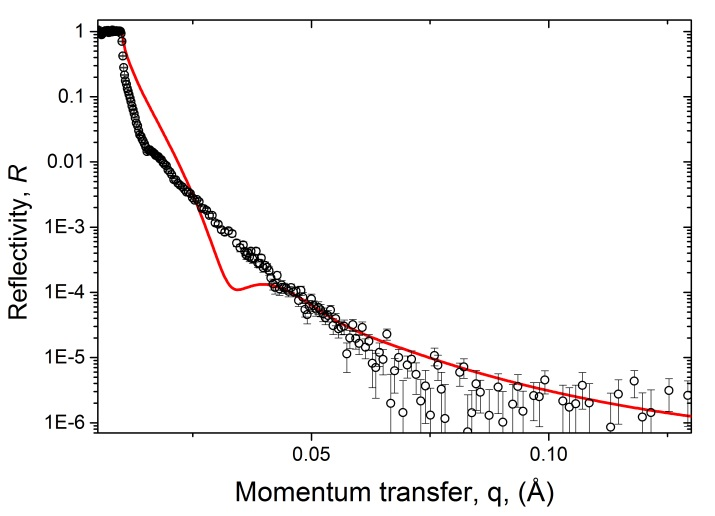 Reflectivity, R
1
0.1
0.01
1E-3
1E-4
1E-5
1E-6
0.05 0.10
Momentum transfer, q, (Å)